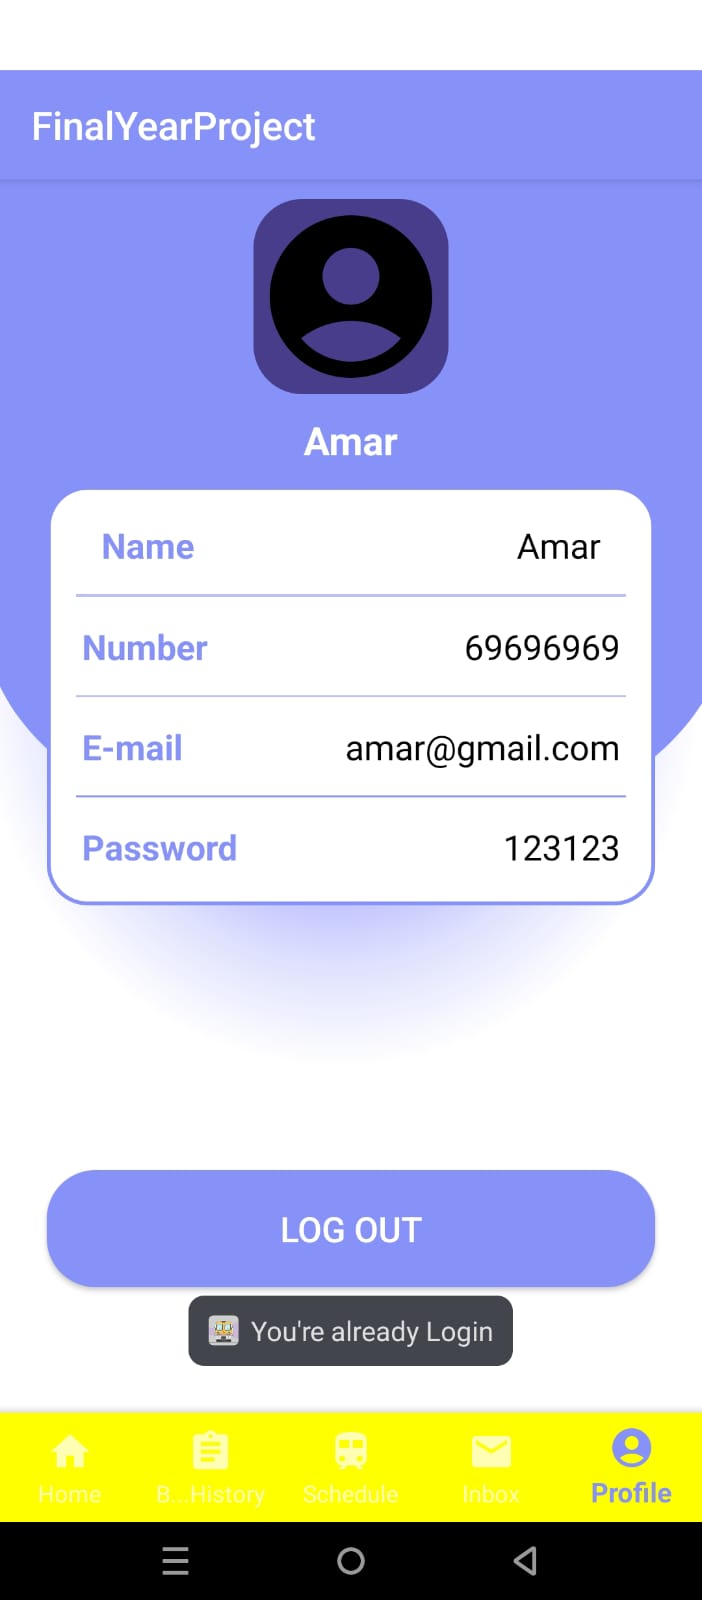 FinalYearProject
Amar
Name Amar
Number 69696969
E-mail amar@gmail.com
Password 123123
LOG OUT
You're already Login
Home B...History Schedule Inbox Profile